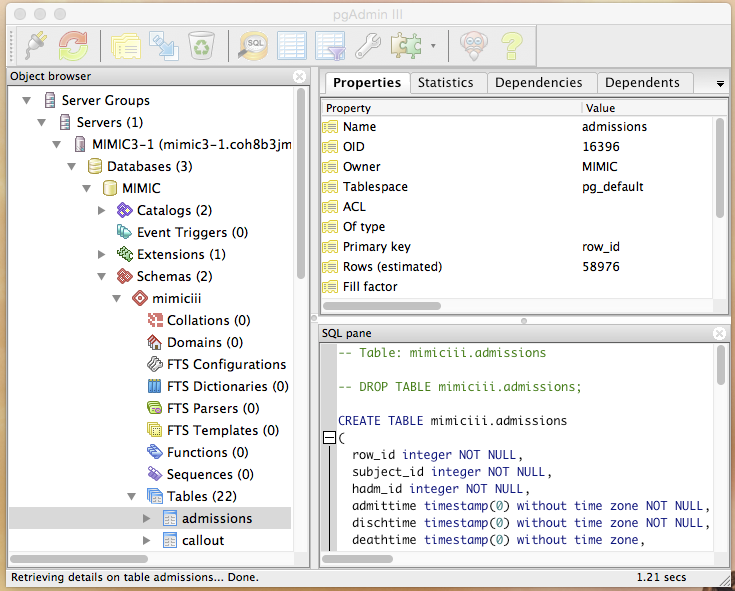 pgAdmin III
SQL
Object browser
Server Groups
Servers (1)
MIMIC3-1 (mimic3-1.coh8b3jm
Databases (3)
MIMIC
Catalogs (2)
Event Triggers (0)
Extensions (1)
Schemas (2)
mimiciii
Collations (0)
Domains (0)
FTS Configurations
FTS Dictionaries (0)
FTS Parsers (0)
FTS Templates (0)
Functions (0)
Sequences (0)
Tables (22)
admissions
callout
Properties Statistics Dependencies Dependents
Property Value
Name admissions
OID 16396
Owner MIMIC
Tablespace pg_default
ACL
Of type
Primary key row_id
Rows (estimated) 58976
Fill factor
SQL pane
-- Table: mimiciii.admissions
-- DROP TABLE mimiciii.admissions;
CREATE TABLE mimiciii.admissions
(
row_id integer NOT NULL,
subject_id integer NOT NULL,
hadm_id integer NOT NULL,
admittime timestamp(0) without time zone NOT NULL,
dischtime timestamp(0) without time zone NOT NULL,
deathtime timestamp(0) without time zone,
Retrieving details on table admissions... Done. 1.21 secs